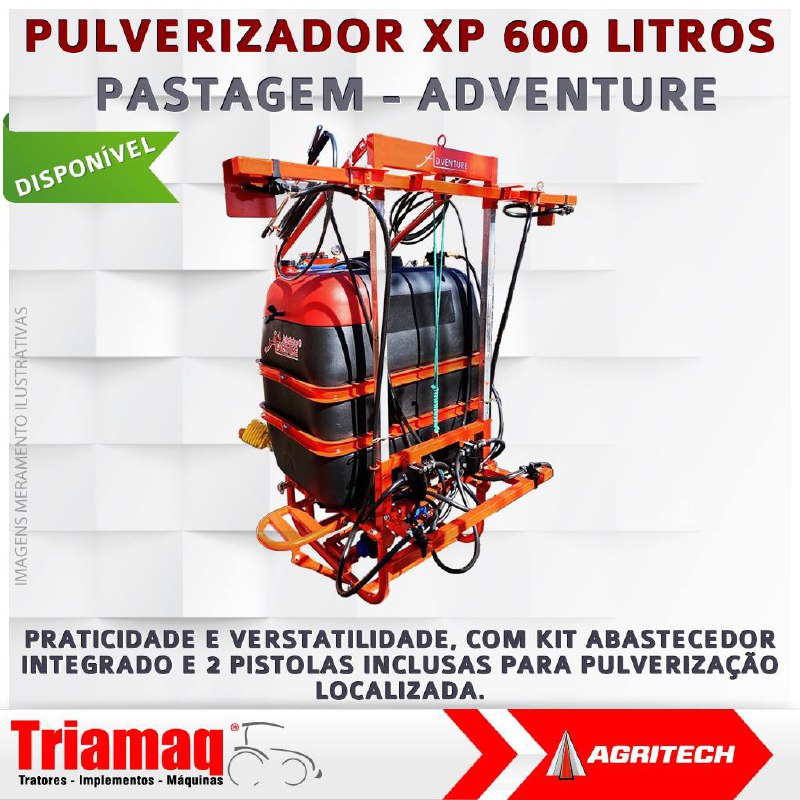 PULVERIZADOR XP 600 LITROS
PASTAGEM - ADVENTURE
DISPONÍVEL
ADVENTURE
IMAGENS MERAMENTO ILUSTRATIVAS
PRATICIDADE E VERSTATILIDADE, COM KIT ABASTECEDOR
INTEGRADO E 2 PISTOLAS INCLUSAS PARA PULVERIZAÇÃO
LOCALIZADA.
Triamaq®
Tratores - Implementos - Máquinas
AGRITECH